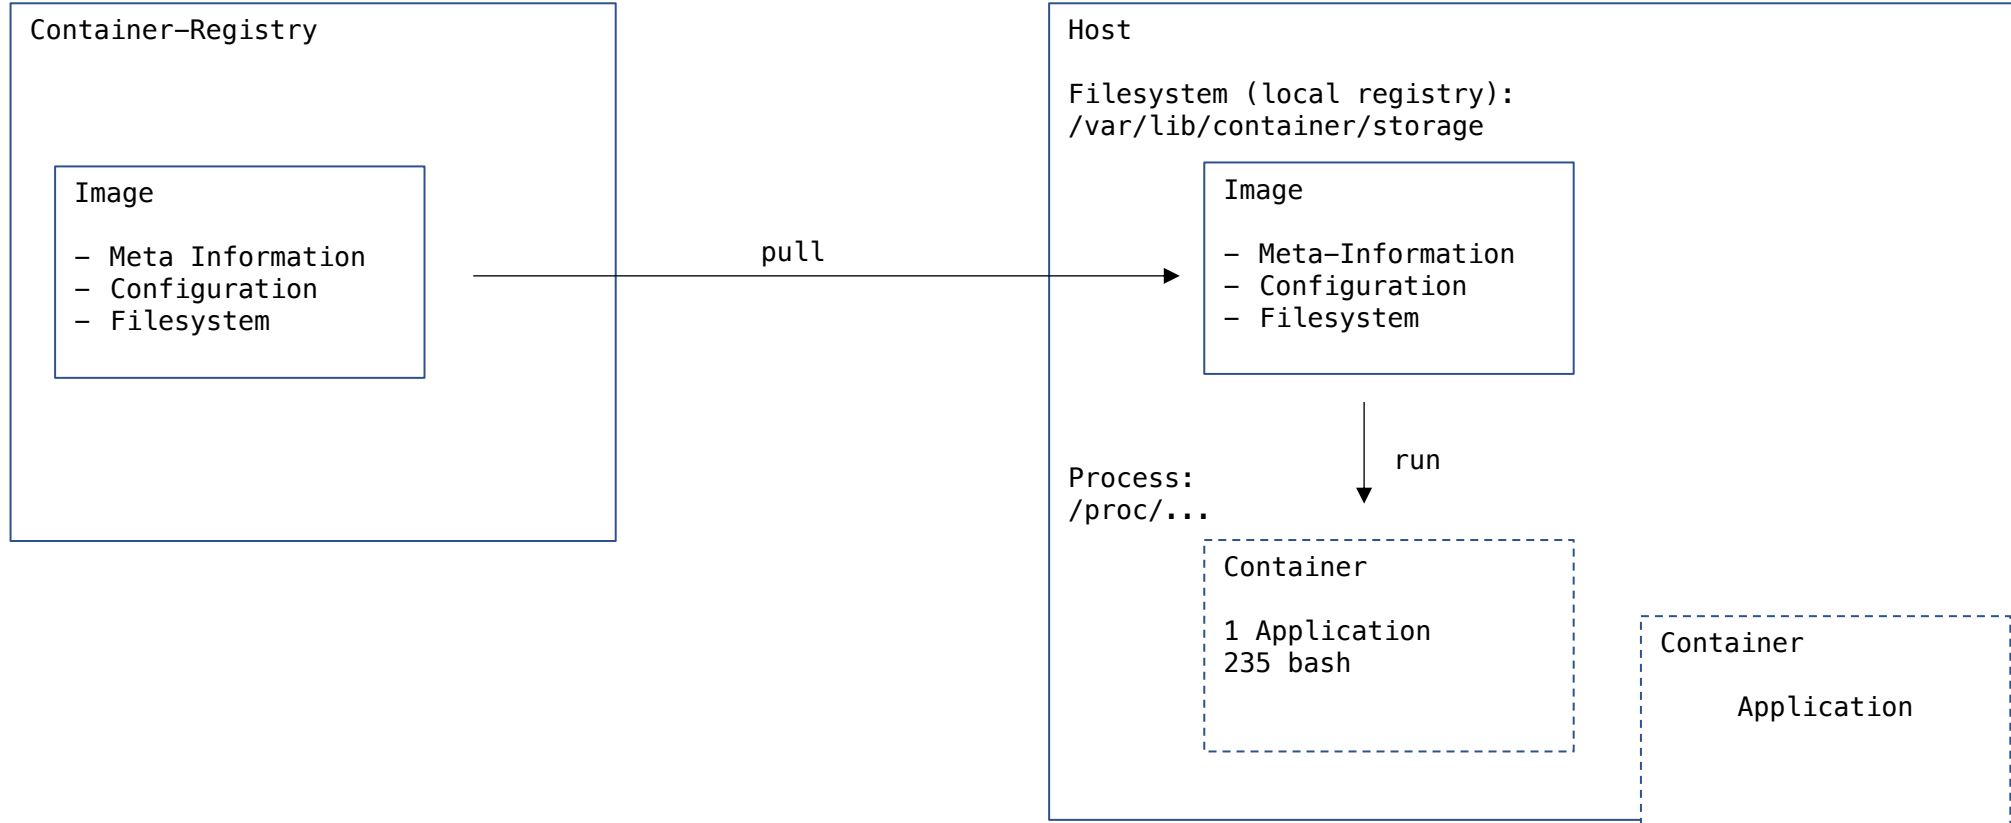 Container-Registry
Image
- Meta Information
- Configuration
- Filesystem
pull
Host
Filesystem (local registry):
/var/lib/container/storage
Image
- Meta-Information
- Configuration
- Filesystem
run
Process:
/proc/...
Container
1 Application
235 bash
Container
Application